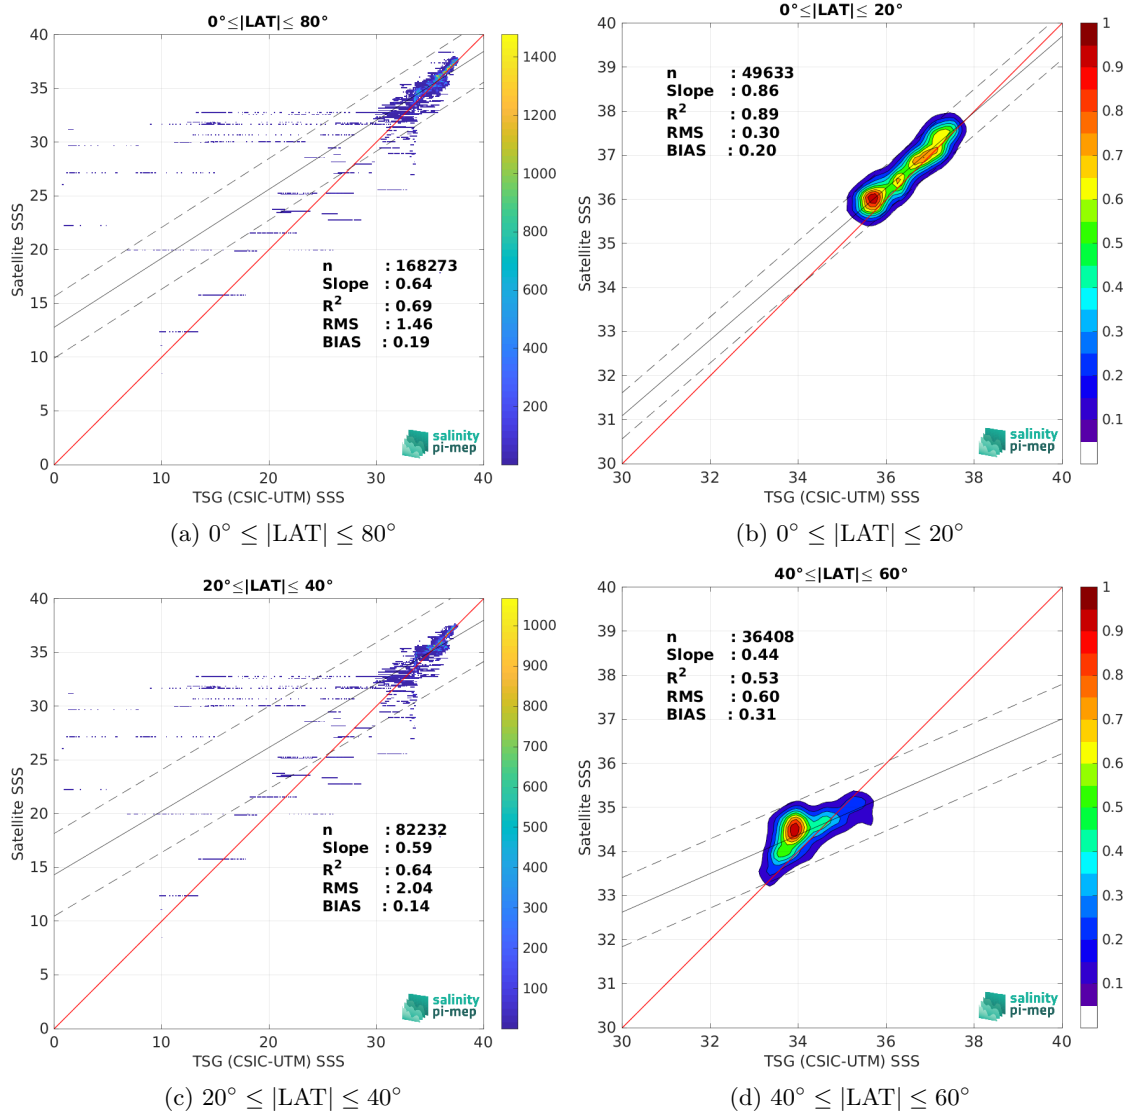 0°≤|LAT|≤ 80°
40
35
30
25
20
15
10
5
0
Satellite SSS
n : 168273
Slope : 0.64
R² : 0.69
RMS : 1.46
BIAS : 0.19
salinity
pi-mep
0 10 20 30 40
TSG (CSIC-UTM) SSS
1400
1200
1000
800
600
400
200
(a) 0° ≤ |LAT| ≤ 80°
0°≤|LAT|≤ 20°
40
39
38
37
36
35
34
33
32
31
30
Satellite SSS
n : 49633
Slope : 0.86
R² : 0.89
RMS : 0.30
BIAS : 0.20
salinity
pi-mep
30 32 34 36 38 40
TSG (CSIC-UTM) SSS
1
0.9
0.8
0.7
0.6
0.5
0.4
0.3
0.2
0.1
(b) 0° ≤ |LAT| ≤ 20°
20°≤|LAT|≤ 40°
40
35
30
25
20
15
10
5
0
Satellite SSS
n : 82232
Slope : 0.59
R² : 0.64
RMS : 2.04
BIAS : 0.14
salinity
pi-mep
0 10 20 30 40
TSG (CSIC-UTM) SSS
1000
900
800
700
600
500
400
300
200
100
(c) 20° ≤ |LAT| ≤ 40°
40°≤|LAT|≤ 60°
40
39
38
37
36
35
34
33
32
31
30
Satellite SSS
n : 36408
Slope : 0.44
R² : 0.53
RMS : 0.60
BIAS : 0.31
salinity
pi-mep
30 32 34 36 38 40
TSG (CSIC-UTM) SSS
1
0.9
0.8
0.7
0.6
0.5
0.4
0.3
0.2
0.1
(d) 40° ≤ |LAT| ≤ 60°